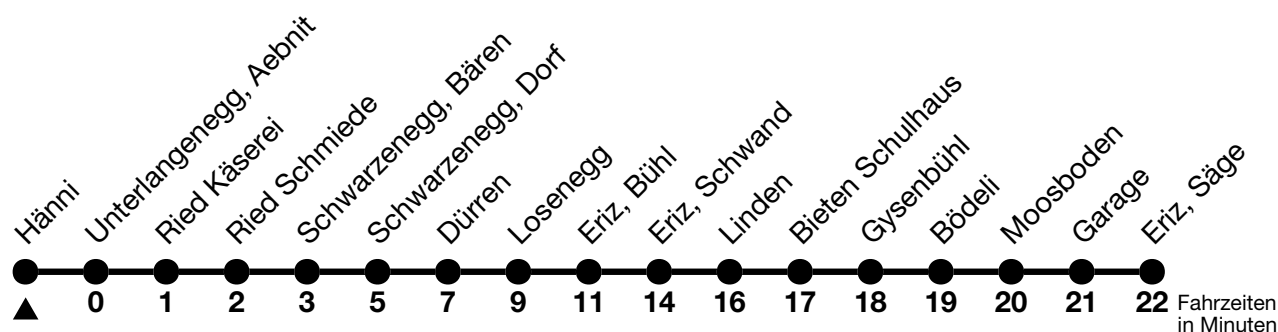 Hänni
Unterlangenegg, Aebnit
Ried Käserei
Ried Schmiede
Schwarzenegg, Bären
Schwarzenegg, Dorf
Dürren
Losenegg
Eriz, Bühl
Eriz, Schwand
Linden
Bieten Schulhaus
Gysenbühl
Bödeli
Moosboden
Garage
Eriz, Säge
0 1 2 3 5 7 9 11 14 16 17 18 19 20 21 22 Fahrzeiten
in Minuten